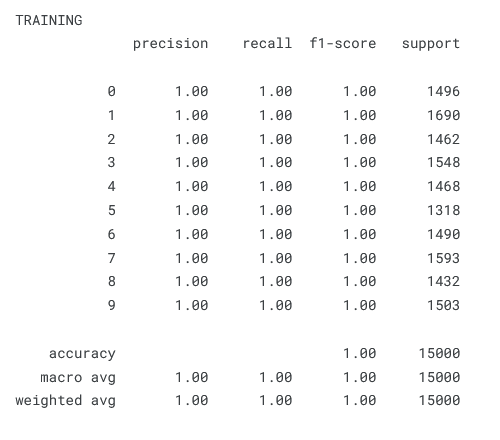 TRAINING
precision recall f1-score support
0 1.00 1.00 1.00 1496
1 1.00 1.00 1.00 1690
2 1.00 1.00 1.00 1462
3 1.00 1.00 1.00 1548
4 1.00 1.00 1.00 1468
5 1.00 1.00 1.00 1318
6 1.00 1.00 1.00 1490
7 1.00 1.00 1.00 1593
8 1.00 1.00 1.00 1432
9 1.00 1.00 1.00 1503
accuracy 1.00 15000
macro avg 1.00 1.00 1.00 15000
weighted avg 1.00 1.00 1.00 15000